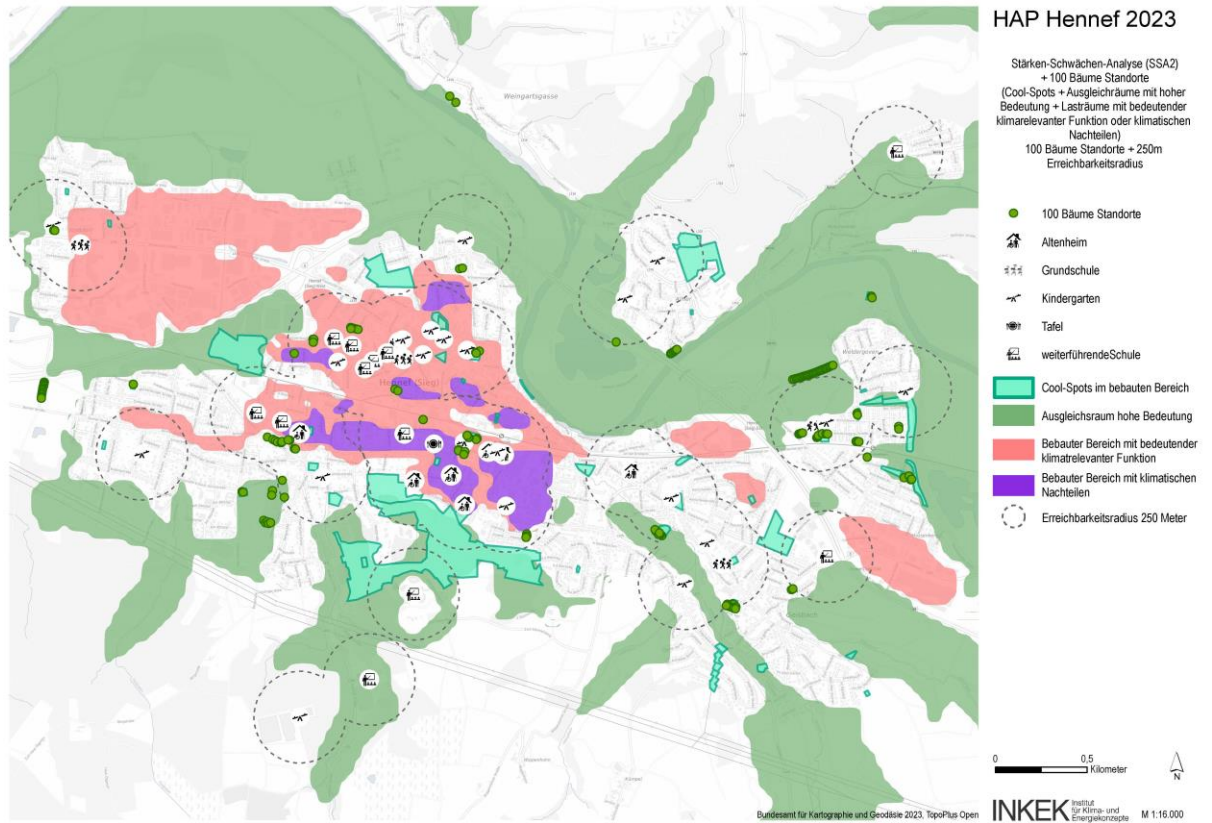 HAP Hennef 2023
Stärken-Schwächen-Analyse (SSA2)
+ 100 Bäume Standorte
(Cool-Spots + Ausgleichräume mit hoher
Bedeutung + Lasträume mit bedeutender
klimarelevanter Funktion oder klimatischen
Nachteilen)
100 Bäume Standorte + 250m
Erreichbarkeitsradius
100 Bäume Standorte
Altenheim
Grundschule
Kindergarten
Tafel
weiterführendeSchule
Cool-Spots im bebauten Bereich
Ausgleichsraum hohe Bedeutung
Bebauter Bereich mit bedeutender
klimatrelevanter Funktion
Bebauter Bereich mit klimatischen
Nachteilen
Erreichbarkeitsradius 250 Meter
Weingartsgasse
Hennef (Sieg)
Weldergoven
0
0,5
Kilometer
N
INKEK
Institut
für Klima- und
Energiekonzepte
M 1:16.000
Bundesamt für Kartographie und Geodäsie 2023, TopoPlus Open